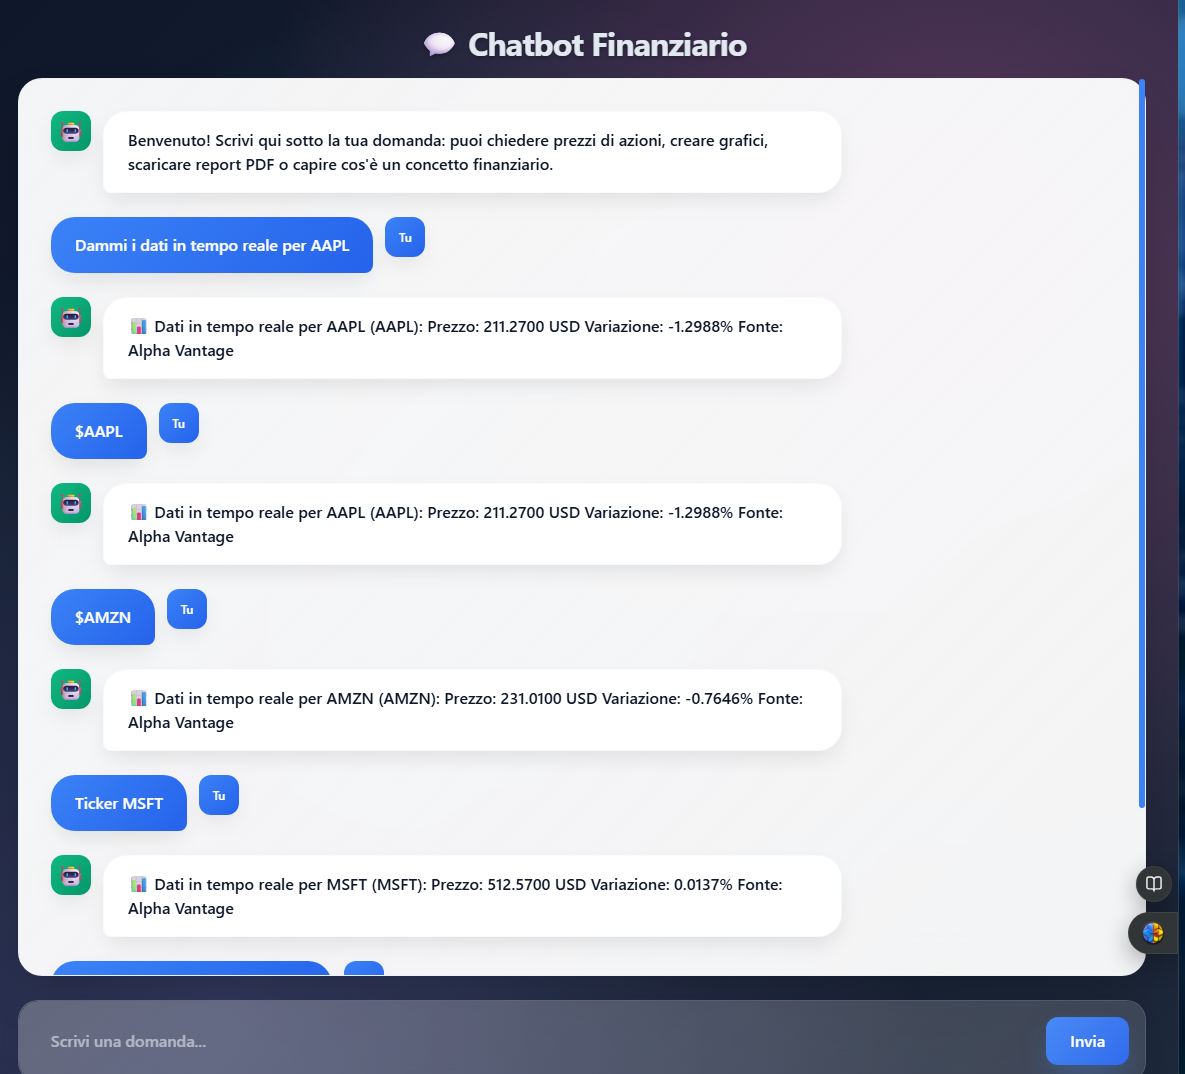 Chatbot Finanziario
Benvenuto! Scrivi qui sotto la tua domanda: puoi chiedere prezzi di azioni, creare grafici,
scaricare report PDF o capire cos'è un concetto finanziario.
Dammi i dati in tempo reale per AAPL
Tu
Dati in tempo reale per AAPL (AAPL): Prezzo: 211.2700 USD Variazione: -1.2988% Fonte:
Alpha Vantage
$AAPL
Tu
Dati in tempo reale per AAPL (AAPL): Prezzo: 211.2700 USD Variazione: -1.2988% Fonte:
Alpha Vantage
$AMZN
Tu
Dati in tempo reale per AMZN (AMZN): Prezzo: 231.0100 USD Variazione: -0.7646% Fonte:
Alpha Vantage
Ticker MSFT
Tu
Dati in tempo reale per MSFT (MSFT): Prezzo: 512.5700 USD Variazione: 0.0137% Fonte:
Alpha Vantage
Scrivi una domanda...
Invia